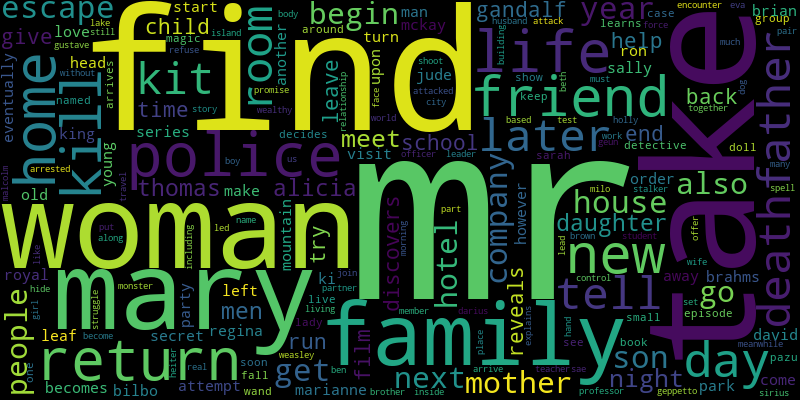 escape
give
love
child
start
magic
head
still
lake
gustave
eventually
arrives
find
body
begin
man
mckay
gandalf
year
brian
case
learns
encounter
eva
husband
attack
group
much
pair
room
another
turn
around
upon
jude
life
help
ron
sally
friend
back
together
father
home
kill
kit
time
series
named
without
refuse
island
promise
wealthy
story
face
relationship
leave
shoot
attacked
city
show
keep
building
beth
must
force
dog
king
young
police
decides
meet
school
later
based
test
holly
end
work
detective
doll
take
arrested
old
thomas
make
alicia
boy
us
world
visit
officer
leader
sarah
milo
stalker
order
house
also
spell
many
death
malcolm
travel
woman
name
mountain
try
mr
part
discovers
morning
hotel
company
however
daughter
lead
brown
control
student
new
offer
away
wife
brahms
go
put
along
like
including
led
royal
mary
ki
join
left
partner
live
living
men
regina
lady
member
darius
film
reveals
explains
tell
set
episode
small
david
meanwhile
pazu
hide
people
girl
one
monster
struggle
party
secret
leaf
return
become
becomes
bilbo
weasley
heiter
real
attempt
soon
fall
wand
run
get
ben
marianne
brother
inside
family
see
next
place
arrive
mother
hand
teacher
professor
book
son
night
park
day
geppetto
come
sirius